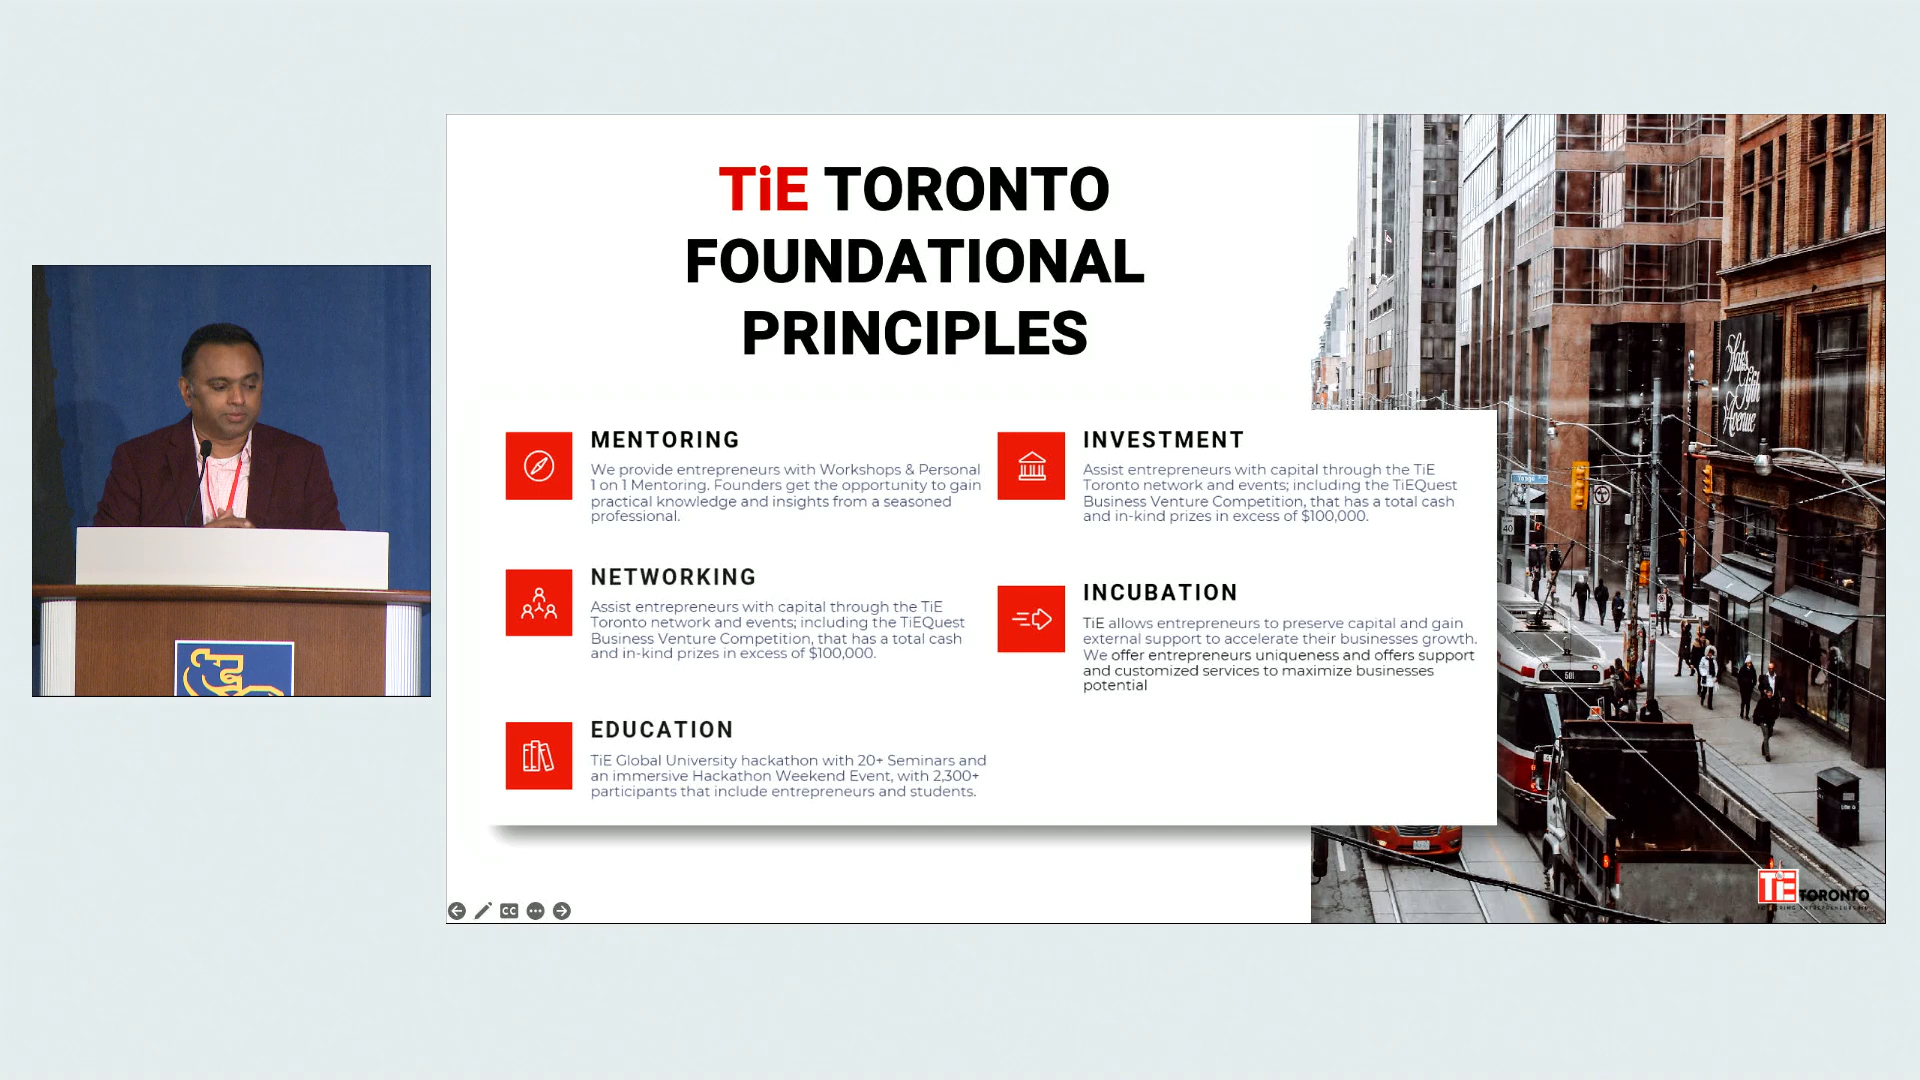 TiE TORONTO
FOUNDATIONAL
PRINCIPLES
MENTORING
We provide entrepreneurs with Workshops & Personal
1 on 1 Mentoring. Founders get the opportunity to gain
practical knowledge and insights from a seasoned
professional.
NETWORKING
Assist entrepreneurs with capital through the TiE
Toronto network and events; including the TiEQuest
Business Venture Competition, that has a total cash
and in-kind prizes in excess of $100,000.
EDUCATION
TiE Global University hackathon with 20+ Seminars and
an immersive Hackathon Weekend Event, with 2,300+
participants that include entrepreneurs and students.
INVESTMENT
Assist entrepreneurs with capital through the TiE
Toronto network and events; including the TiEQuest
Business Venture Competition, that has a total cash
and in-kind prizes in excess of $100,000.
INCUBATION
TiE allows entrepreneurs to preserve capital and gain
external support to accelerate their businesses growth.
We offer entrepreneurs uniqueness and offers support
and customized services to maximize businesses
potential
Saks
Fifth
Avenue
Yonge
40
501
TiE TORONTO
CC